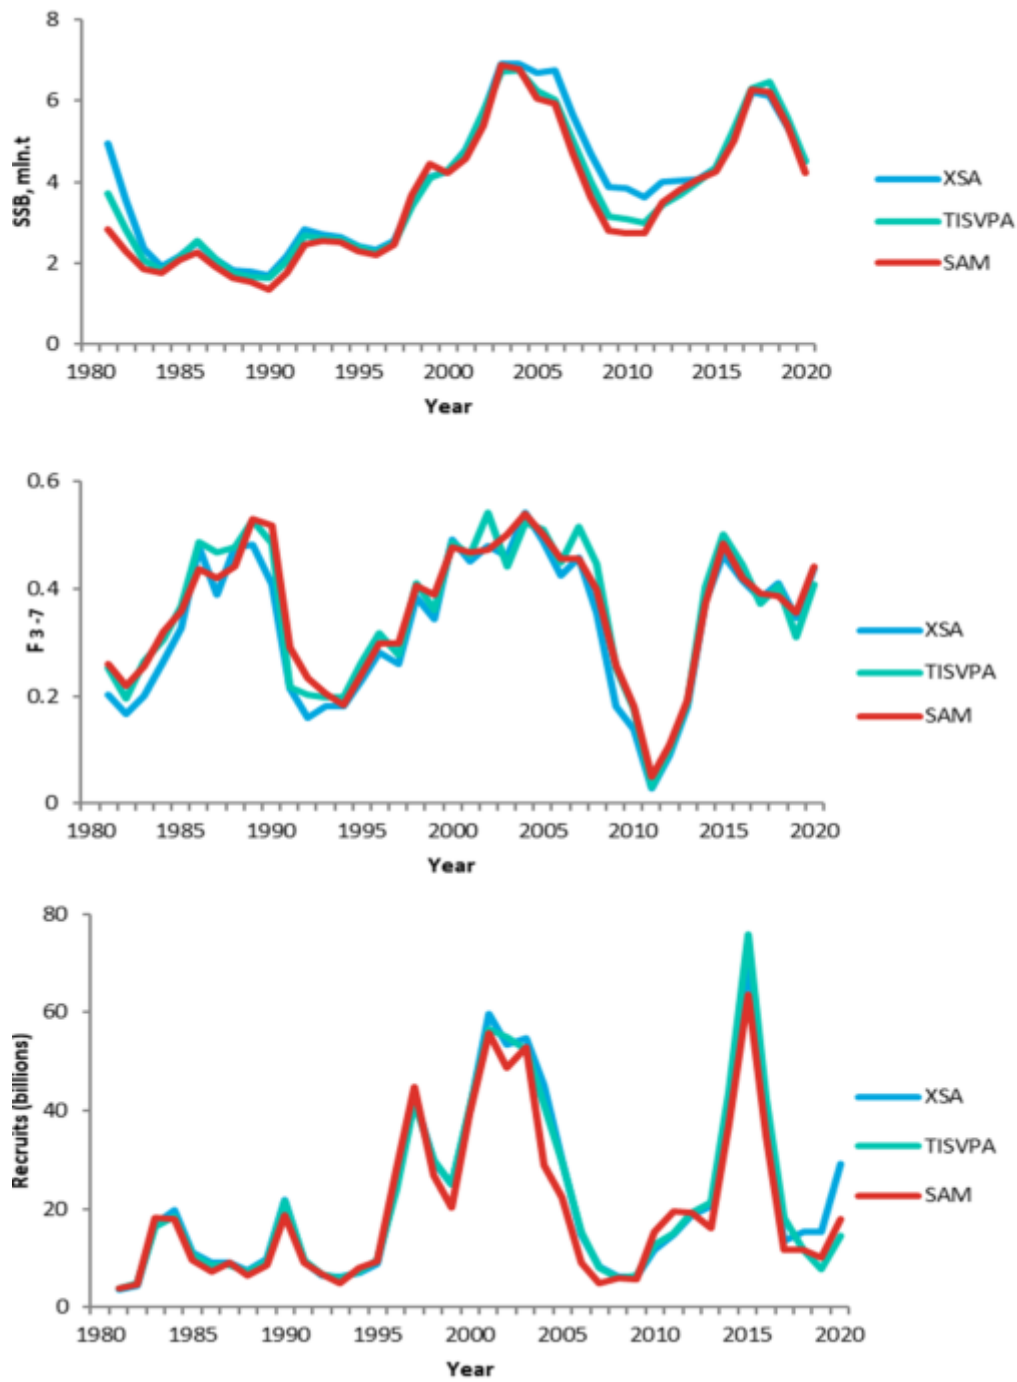 8
6
4
2
0
SSB, mln.t
1980 1985 1990 1995 2000 2005 2010 2015 2020
Year
XSA
TISVPA
SAM
0.6
0.4
0.2
0
F 3 -7
1980 1985 1990 1995 2000 2005 2010 2015 2020
Year
XSA
TISVPA
SAM
80
60
40
20
0
Recruits (billions)
1980 1985 1990 1995 2000 2005 2010 2015 2020
Year
XSA
TISVPA
SAM